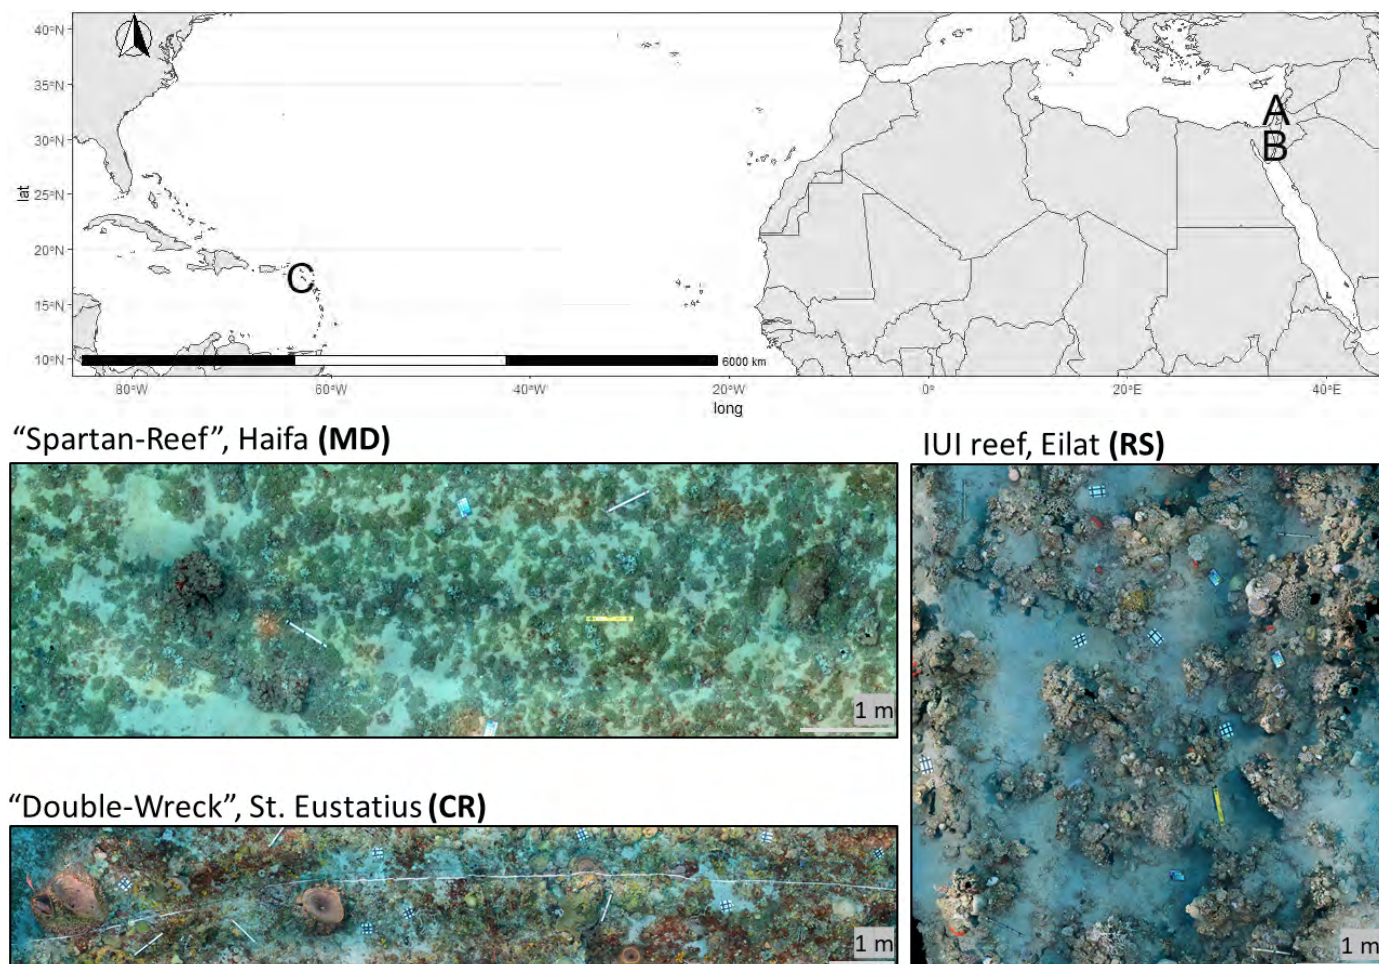 40°N
35°N
30°N
25°N
20°N
15°N
10°N
lat
A
B
C
6000 km
80°W
60°W
40°W
20°W
0°
20°E
40°E
long
“Spartan-Reef”, Haifa (MD)
IUI reef, Eilat (RS)
1 m
“Double-Wreck”, St. Eustatius (CR)
1 m
1 m